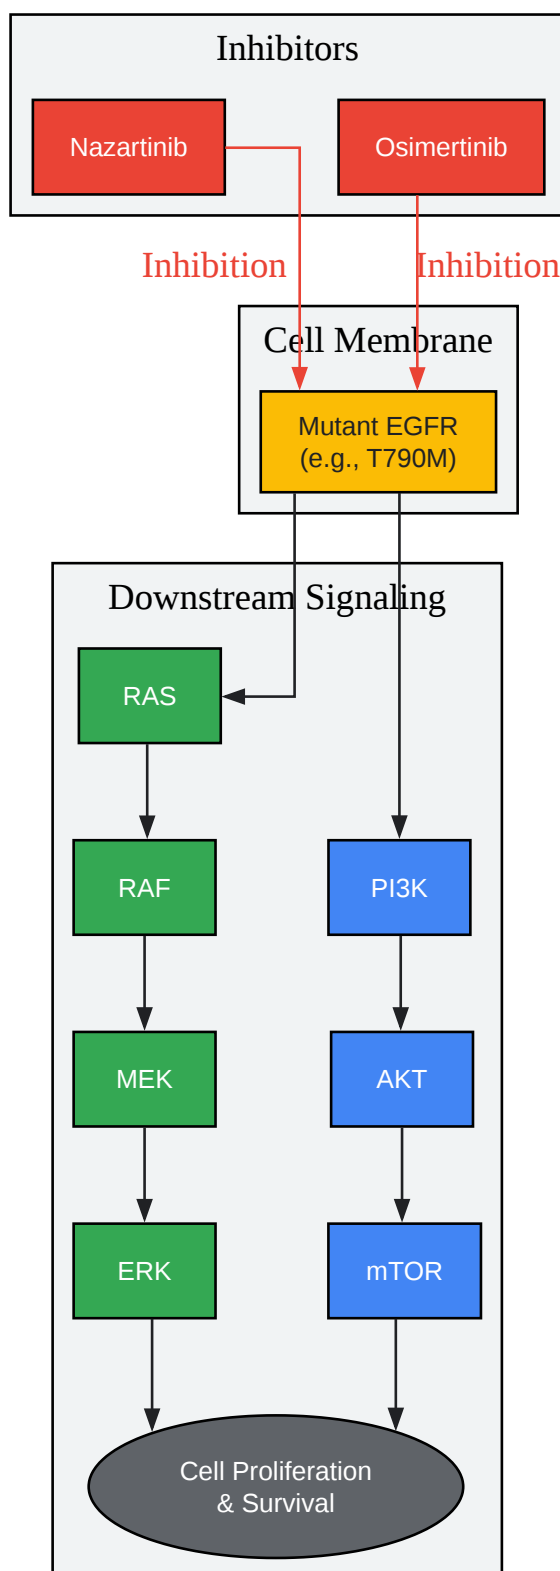 Inhibitors
Nazartinib
Osimertinib
Inhibition
Inhibition
Cell Membrane
Mutant EGFR
(e.g., T790M)
Downstream Signaling
RAS
RAF
PI3K
MEK
AKT
ERK
mTOR
Cell Proliferation
& Survival